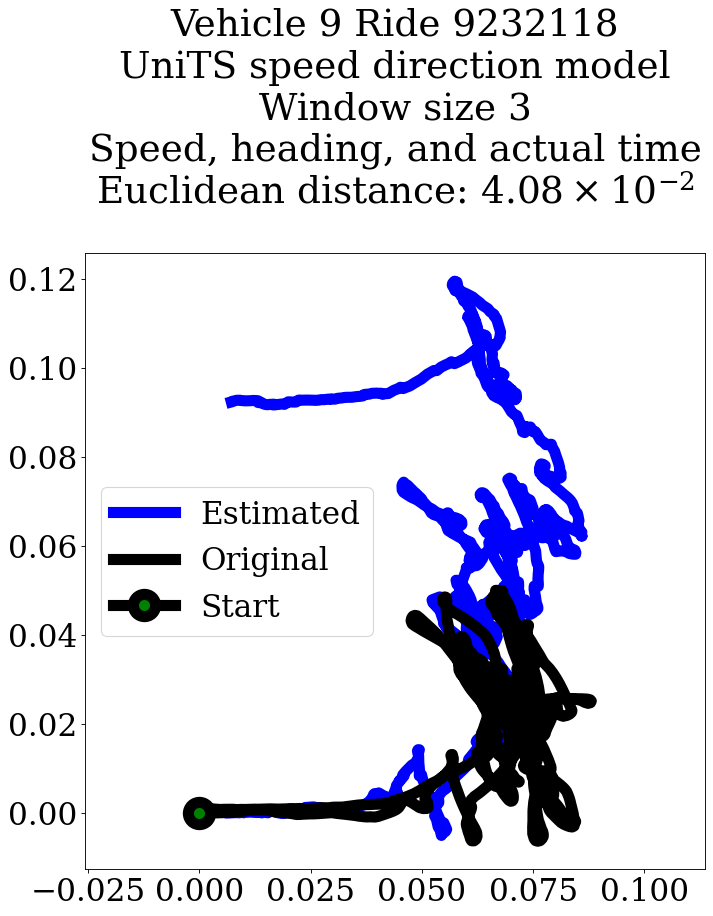 Vehicle 9 Ride 9232118
UniTS speed direction model
Window size 3
Speed, heading, and actual time
Euclidean distance: 4.08 × 10⁻²
0.12
0.10
0.08
0.06
0.04
0.02
0.00
Estimated
Original
Start
−0.025 0.000 0.025 0.050 0.075 0.100